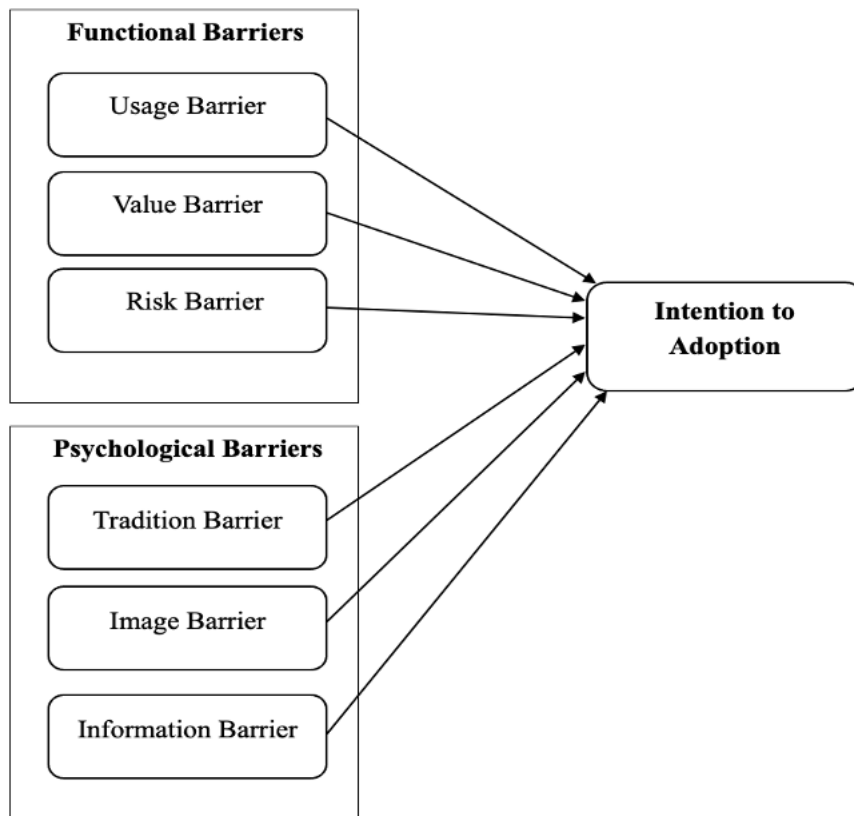 Functional Barriers
Usage Barrier
Value Barrier
Risk Barrier
Intention to
Adoption
Psychological Barriers
Tradition Barrier
Image Barrier
Information Barrier